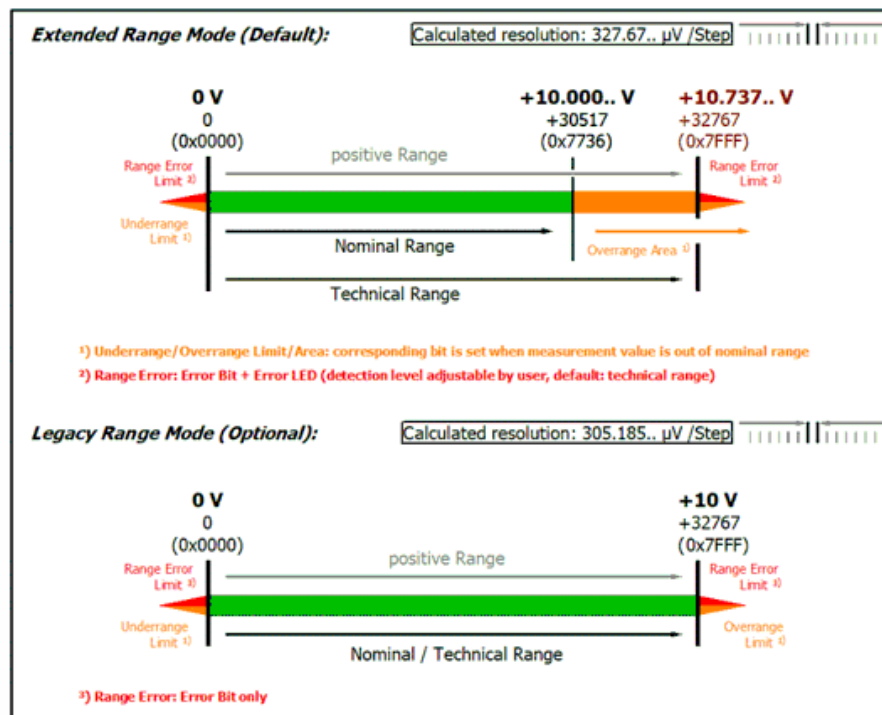 Extended Range Mode (Default):
Calculated resolution: 327.67.. µV /Step
0 V
+10.000.. V
+10.737.. V
0
+30517
+32767
(0x0000)
(0x7736)
(0x7FFF)
positive Range
Range Error
Limit ²⁾
Range Error
Limit ²⁾
Underrange
Limit ¹⁾
Nominal Range
Overrange Area ¹⁾
Technical Range
¹) Underrange/Overrange Limit/Area: corresponding bit is set when measurement value is out of nominal range
²) Range Error: Error Bit + Error LED (detection level adjustable by user, default: technical range)
Legacy Range Mode (Optional):
Calculated resolution: 305.185.. µV /Step
0 V
+10 V
0
+32767
(0x0000)
(0x7FFF)
positive Range
Range Error
Limit ³⁾
Range Error
Limit ³⁾
Underrange
Limit ¹⁾
Overrange
Limit ¹⁾
Nominal / Technical Range
³) Range Error: Error Bit only